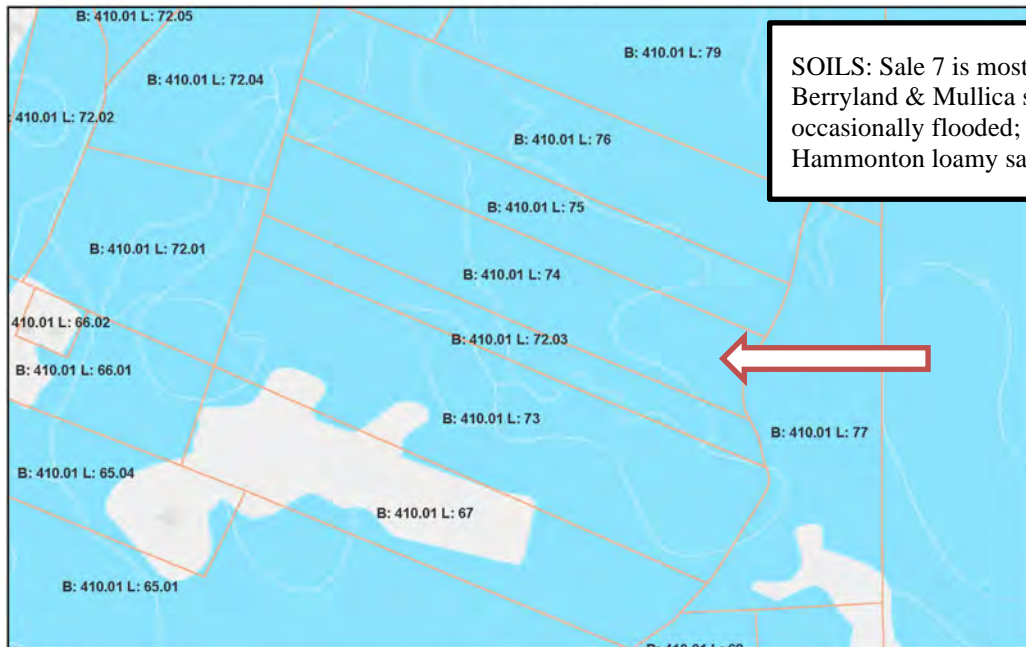 B: 410.01 L: 72.05
B: 410.01 L: 79
SOILS: Sale 7 is most
Berryland & Mullica s
occasionally flooded;
Hammonton loamy sa
B: 410.01 L: 72.04
: 410.01 L: 72.02
B: 410.01 L: 76
B: 410.01 L: 75
B: 410.01 L: 72.01
B: 410.01 L: 74
410.01 L: 66.02
B: 410.01 L: 72.03
B: 410.01 L: 66.01
B: 410.01 L: 73
B: 410.01 L: 77
B: 410.01 L: 65.04
B: 410.01 L: 67
B: 410.01 L: 65.01